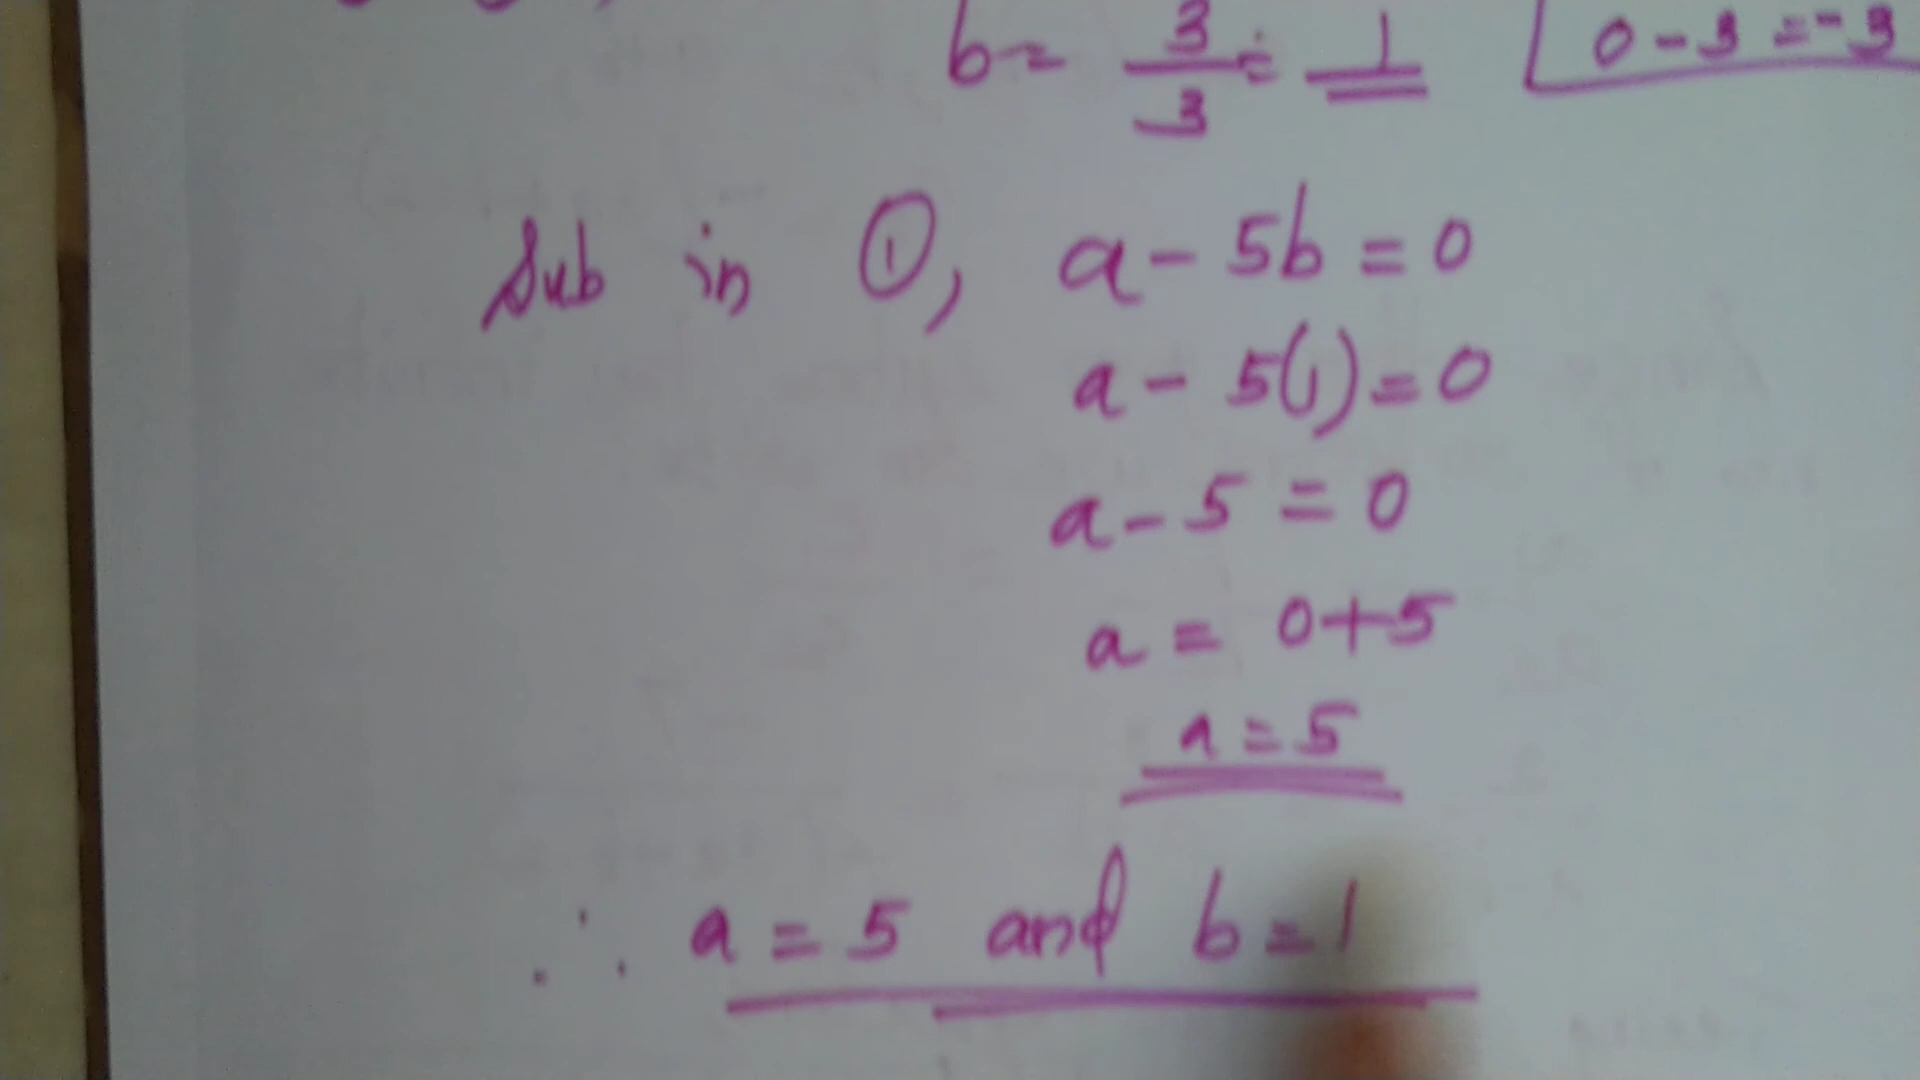 b = 3/3 = 1
0 - 3 = -3
Sub in ①, a - 5b = 0
a - 5(1) = 0
a - 5 = 0
a = 0+5
a = 5
∴ a = 5 and b = 1